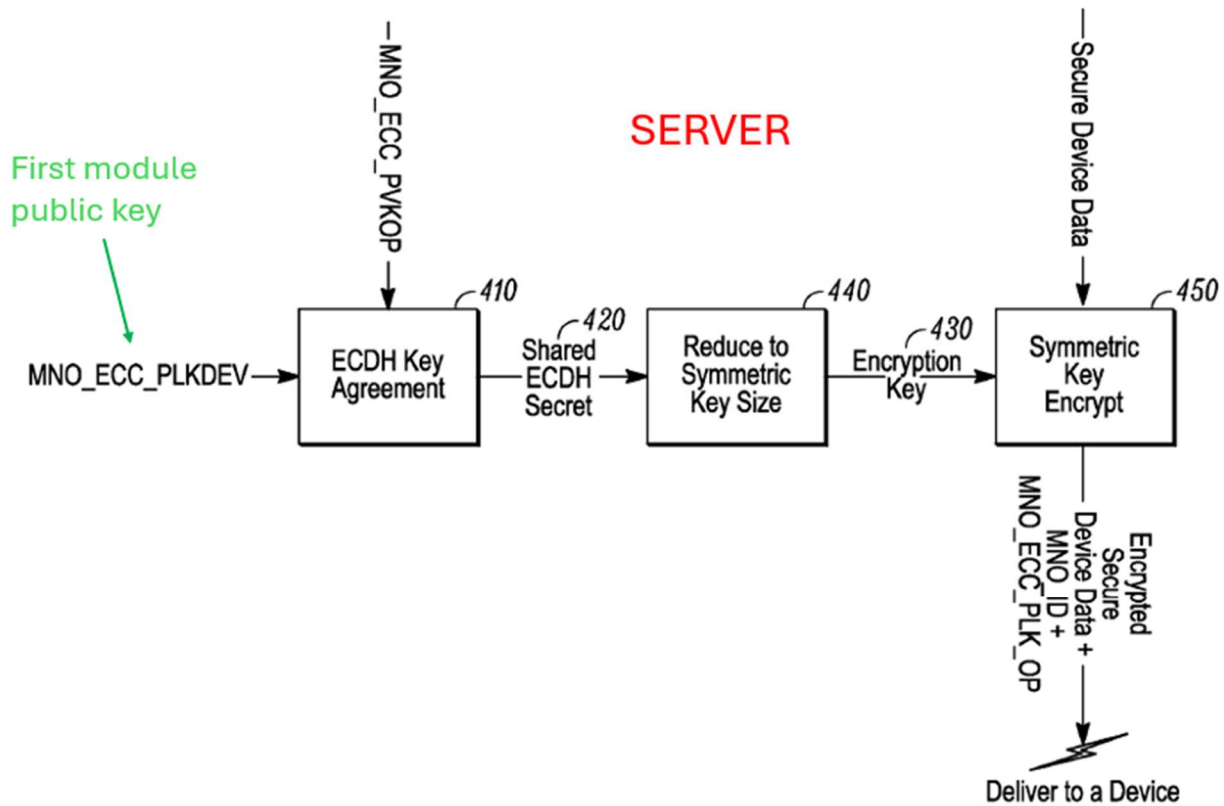 MNO_ECC_PVKOP
Secure Device Data
SERVER
First module
public key
410
440
450
MNO_ECC_PLKDEV
ECDH Key
Agreement
420
Shared
ECDH
Secret
Reduce to
Symmetric
Key Size
430
Encryption
Key
Symmetric
Key
Encrypt
Encrypted
Secure
Device Data +
MNO_ID +
MNO_ECC_PLK_OP
Deliver to a Device